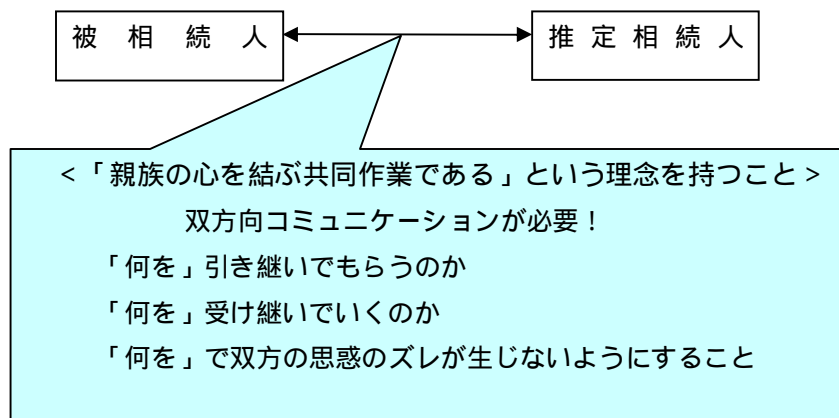 被相続人
推定相続人
<「親族の心を結ぶ共同作業である」という理念を持つこと>
双方向コミュニケーションが必要！
「何を」引き継いでもらうのか
「何を」受け継いでいくのか
「何を」で双方の思惑のズレが生じないようにすること